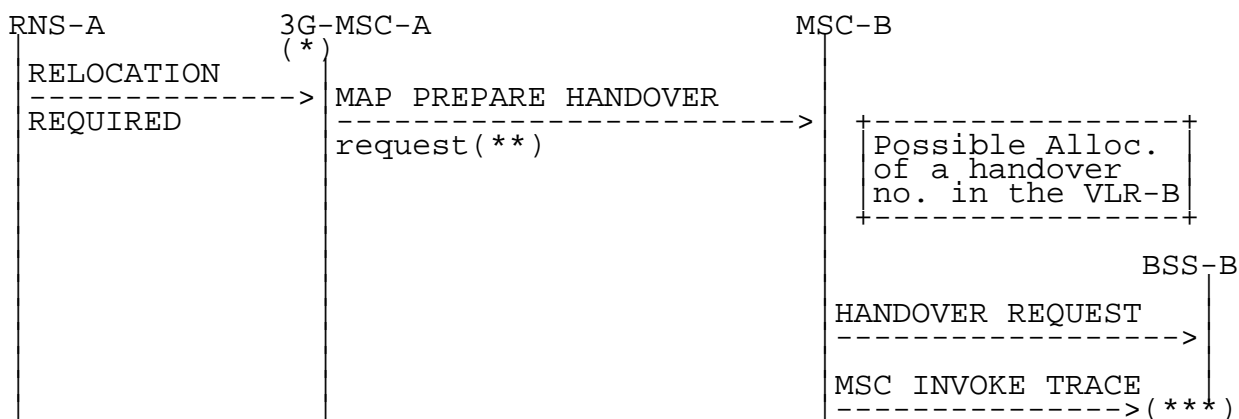 RNS-A 3G-MSC-A MSC-B
(*)
RELOCATION
MAP PREPARE HANDOVER
REQUIRED
request(**)
Possible Alloc.
of a handover
no. in the VLR-B
BSS-B
HANDOVER REQUEST
MSC INVOKE TRACE
(***)